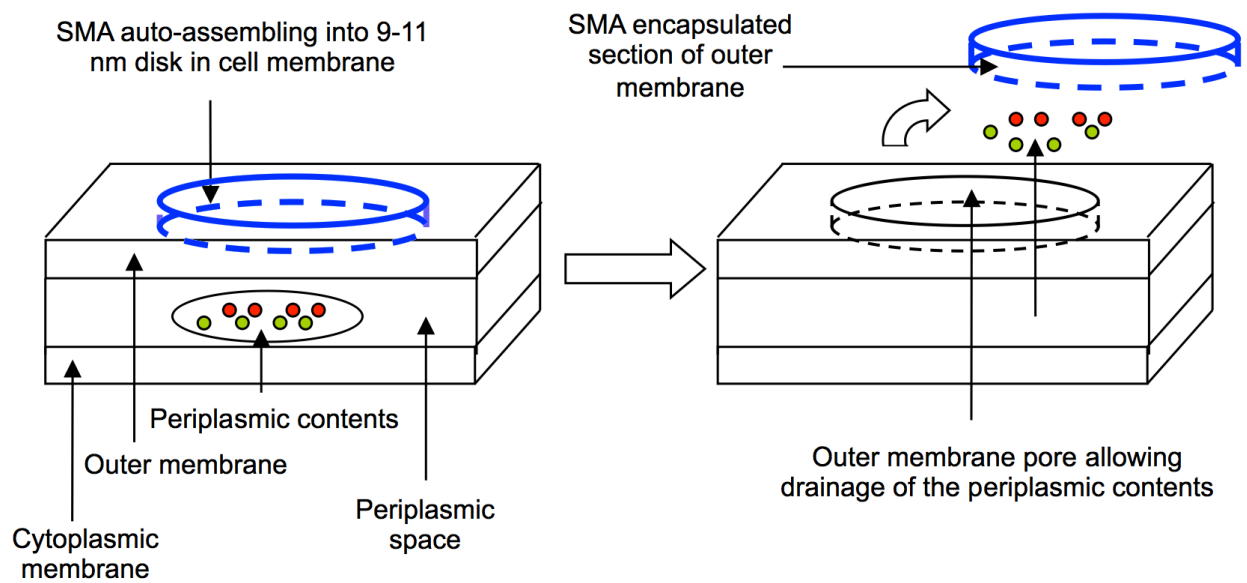 SMA auto-assembling into 9-11
nm disk in cell membrane
SMA encapsulated
section of outer
membrane
Periplasmic contents
Outer membrane
Periplasmic
space
Cytoplasmic
membrane
Outer membrane pore allowing
drainage of the periplasmic contents